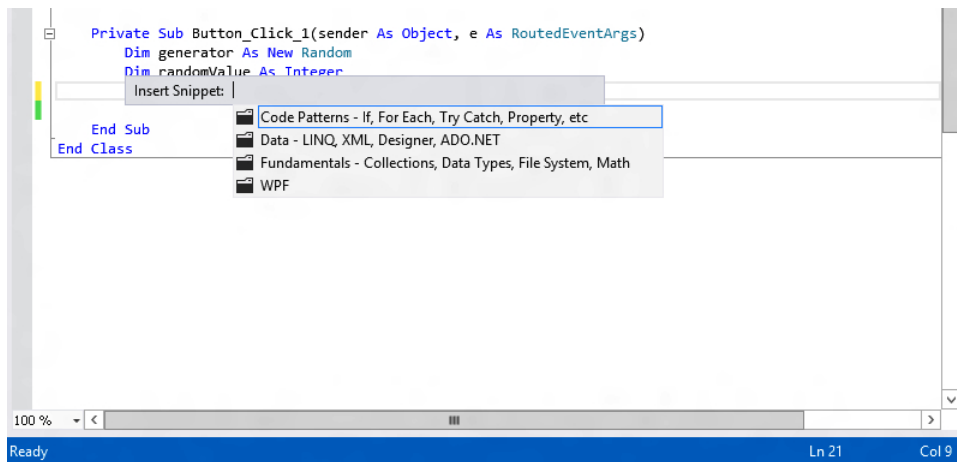 Private Sub Button_Click_1(sender As Object, e As RoutedEventArgs)
Dim generator As New Random
Dim randomValue As Integer
Insert Snippet:
Code Patterns - If, For Each, Try Catch, Property, etc
End Sub
Data - LINQ, XML, Designer, ADO.NET
End Class
Fundamentals - Collections, Data Types, File System, Math
WPF
100 %
Ready Ln 21 Col 9